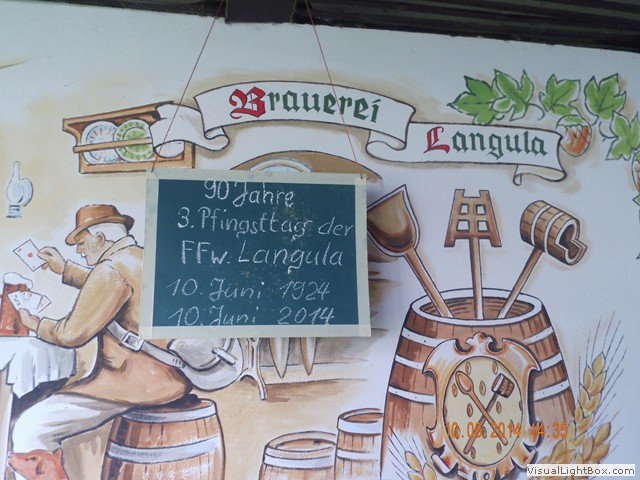 Brauerei
Langula
90 Jahre
3. Pfingsttag der
FFw. Langula
10. Juni 1924
10. Juni 2014
10.06.2014 14:35
VisualLightBox.com